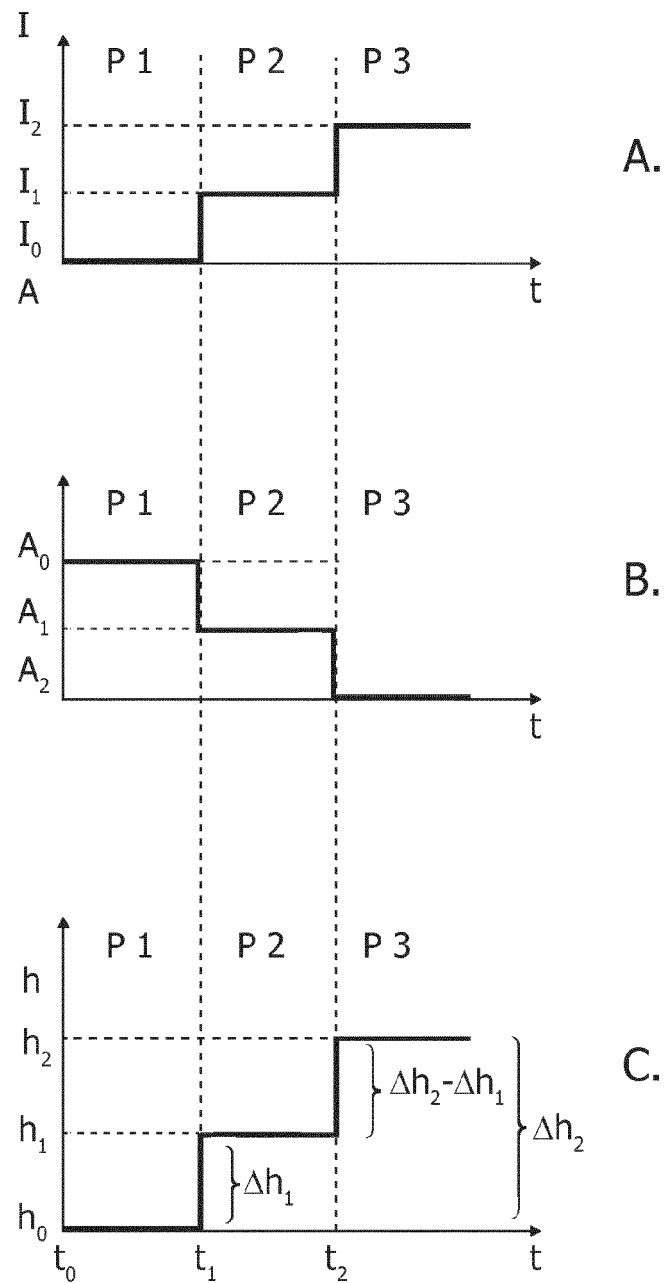 I
P 1 P 2 P 3
I₂
A.
I₁
I₀
A t
P 1 P 2 P 3
A₀
B.
A₁
A₂
t
P 1 P 2 P 3
h
h₂
C.
Δh₂-Δh₁
h₁ Δh₂
Δh₁
h₀
t₀ t₁ t₂ t